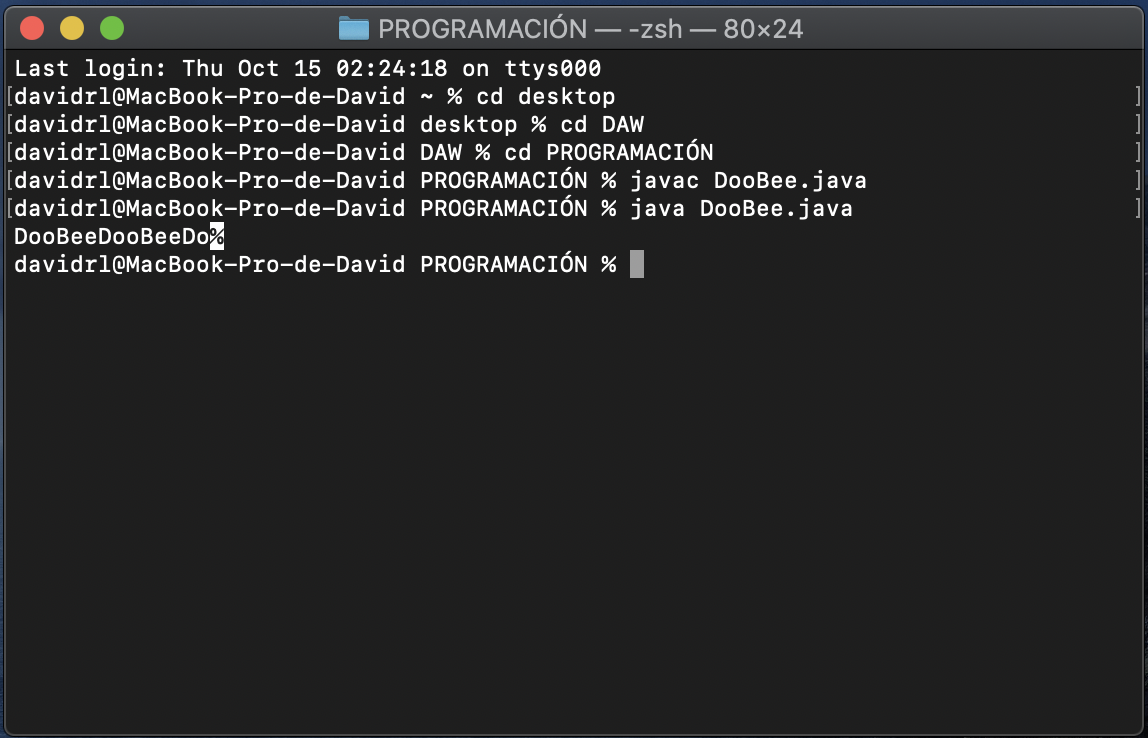 PROGRAMACIÓN — -zsh — 80×24
Last login: Thu Oct 15 02:24:18 on ttys000
[davidrl@MacBook-Pro-de-David ~ % cd desktop ]
[davidrl@MacBook-Pro-de-David desktop % cd DAW ]
[davidrl@MacBook-Pro-de-David DAW % cd PROGRAMACIÓN ]
[davidrl@MacBook-Pro-de-David PROGRAMACIÓN % javac DooBee.java ]
[davidrl@MacBook-Pro-de-David PROGRAMACIÓN % java DooBee.java ]
DooBeeDooBeeDo%
davidrl@MacBook-Pro-de-David PROGRAMACIÓN %